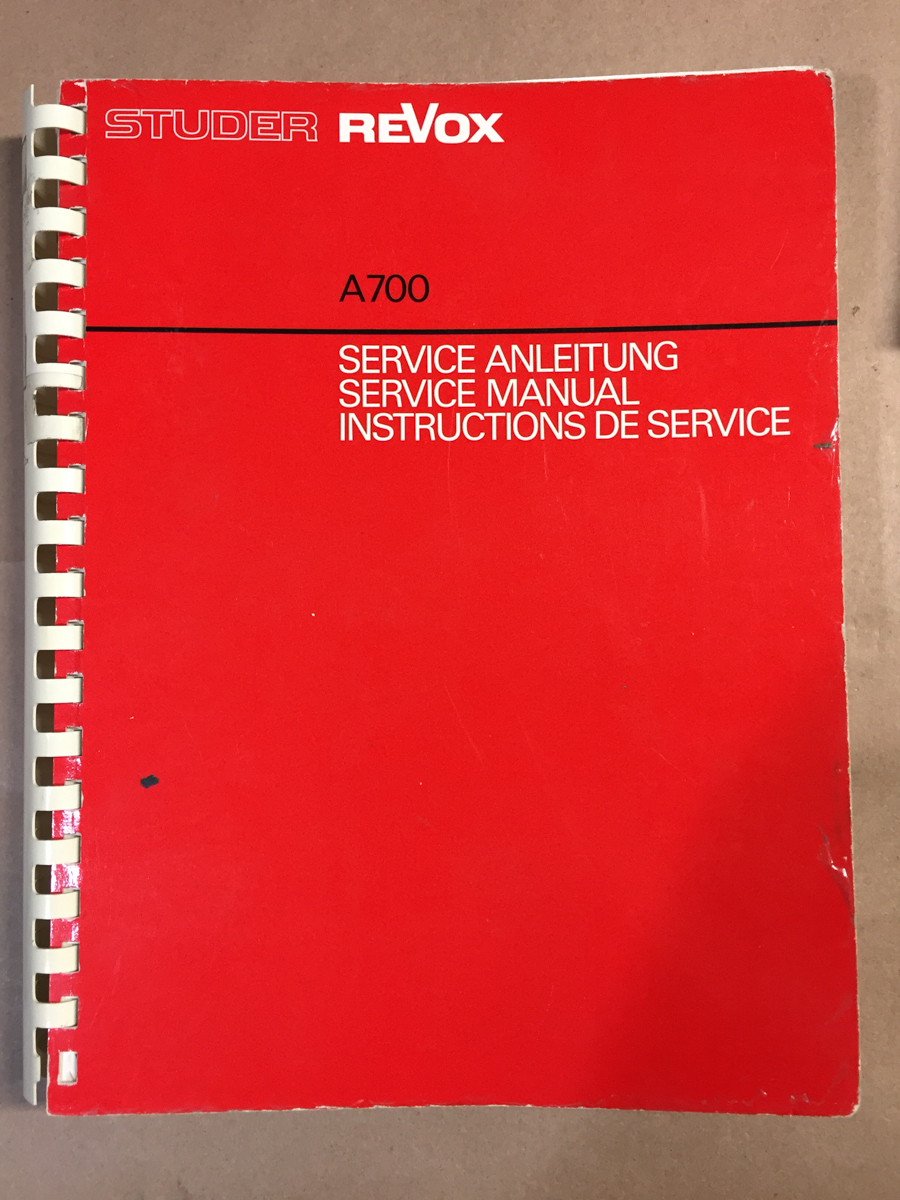 STUDER REVOX
A700
SERVICE ANLEITUNG
SERVICE MANUAL
INSTRUCTIONS DE SERVICE